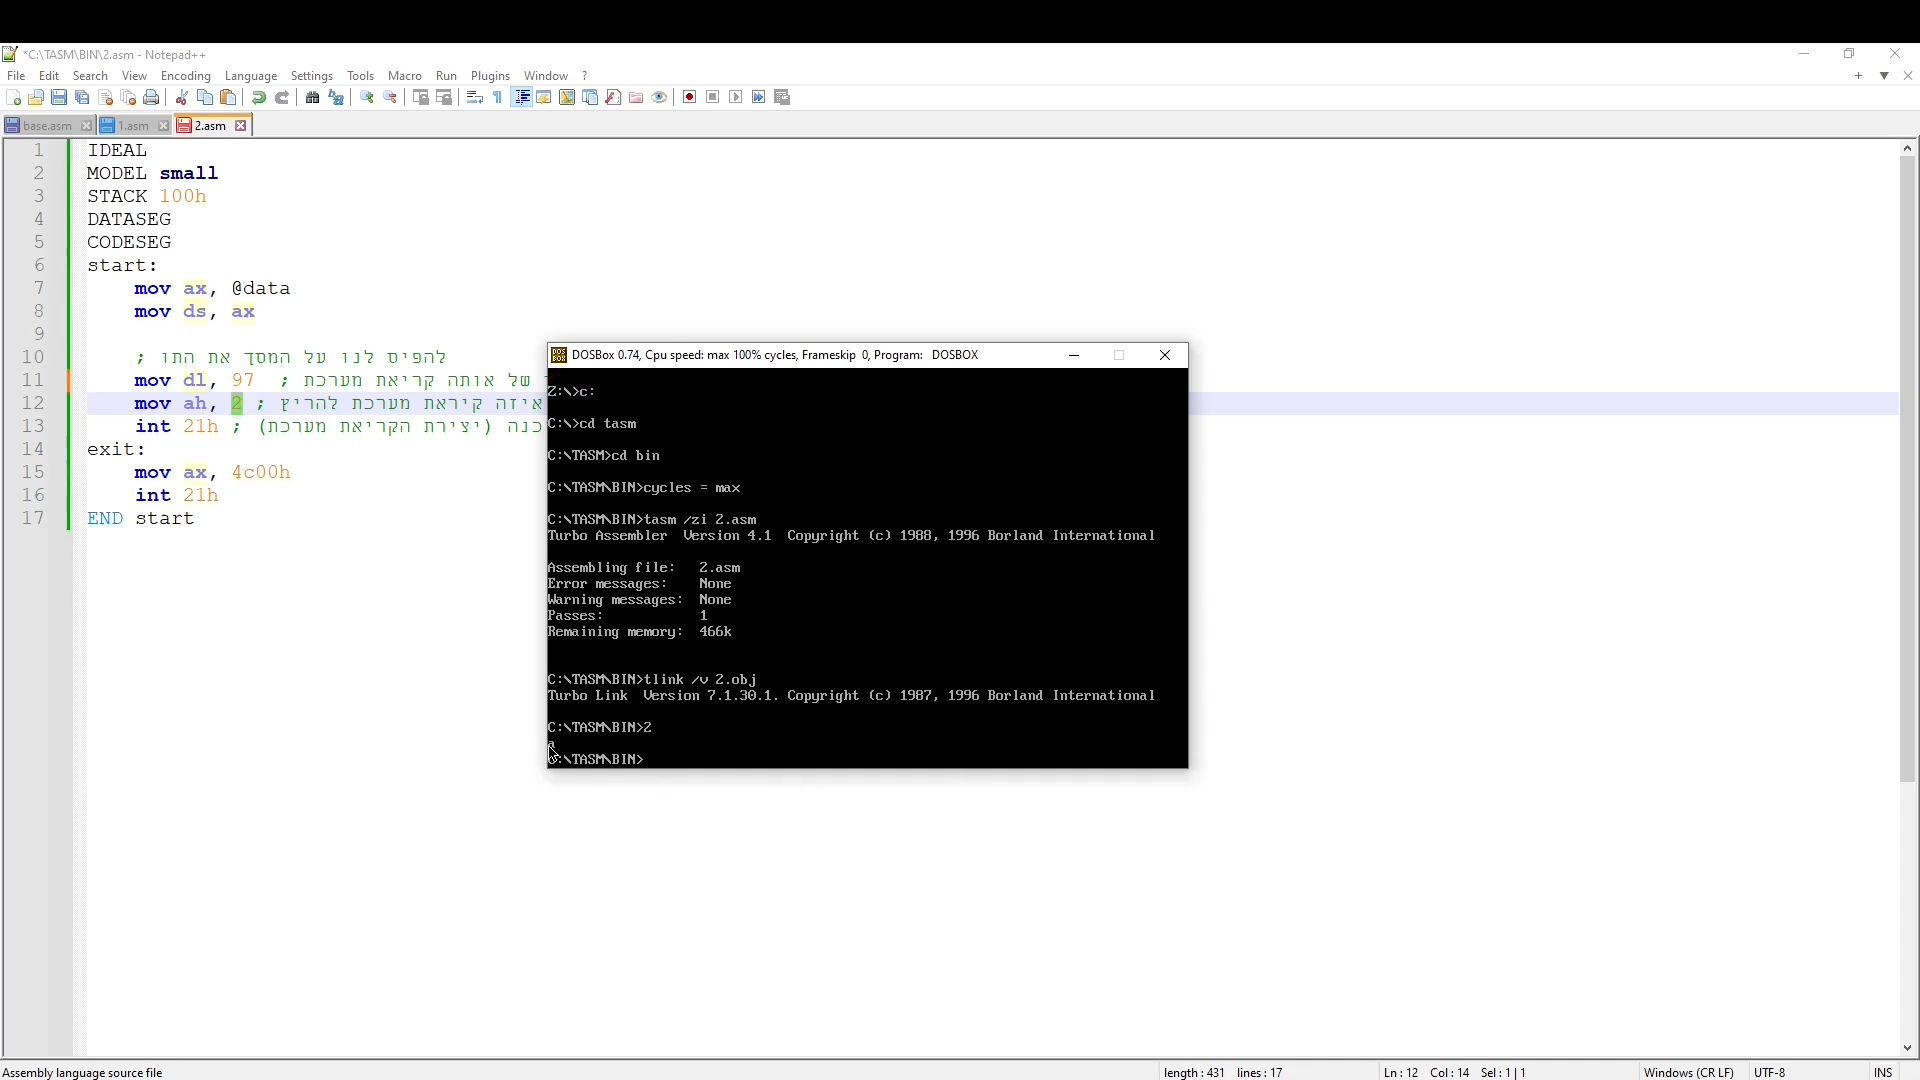 *C:\TASM\BIN\2.asm - Notepad++
File Edit Search View Encoding Language Settings Tools Macro Run Plugins Window ?
base.asm 1.asm 2.asm
1 IDEAL
2 MODEL small
3 STACK 100h
4 DATASEG
5 CODESEG
6 start:
7 mov ax, @data
8 mov ds, ax
9
10 ; להפיס לנו על המסך את התו
11 mov dl, 97 ; של אותה קריאת מערכת
12 mov ah, 2 ; איזה קיראת מערכת להריץ
13 int 21h ; כנה (יצירת הקריאת מערכת)
14 exit:
15 mov ax, 4c00h
16 int 21h
17 END start
DOSBox 0.74, Cpu speed: max 100% cycles, Frameskip 0, Program: DOSBOX
Z:\>c:
C:\>cd tasm
C:\TASM>cd bin
C:\TASM\BIN>cycles = max
C:\TASM\BIN>tasm /zi 2.asm
Turbo Assembler Version 4.1 Copyright (c) 1988, 1996 Borland International
Assembling file: 2.asm
Error messages: None
Warning messages: None
Passes: 1
Remaining memory: 466k
C:\TASM\BIN>tlink /v 2.obj
Turbo Link Version 7.1.30.1. Copyright (c) 1987, 1996 Borland International
C:\TASM\BIN>2
a
C:\TASM\BIN>
Assembly language source file length : 431 lines : 17 Ln : 12 Col : 14 Sel : 1 | 1 Windows (CR LF) UTF-8 INS